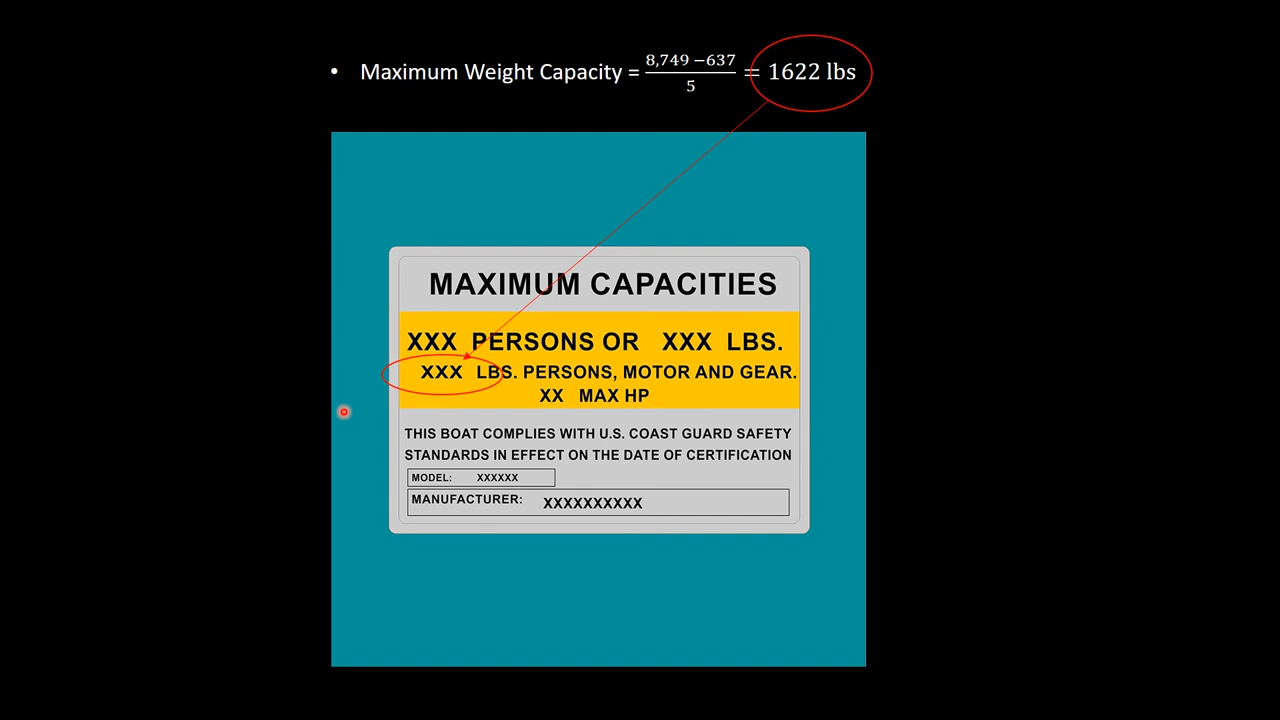 • Maximum Weight Capacity = \frac{8,749 −637}{5} = 1622 lbs
MAXIMUM CAPACITIES
XXX PERSONS OR XXX LBS.
XXX LBS. PERSONS, MOTOR AND GEAR.
XX MAX HP
THIS BOAT COMPLIES WITH U.S. COAST GUARD SAFETY
STANDARDS IN EFFECT ON THE DATE OF CERTIFICATION
MODEL: XXXXXX
MANUFACTURER: XXXXXXXXXX